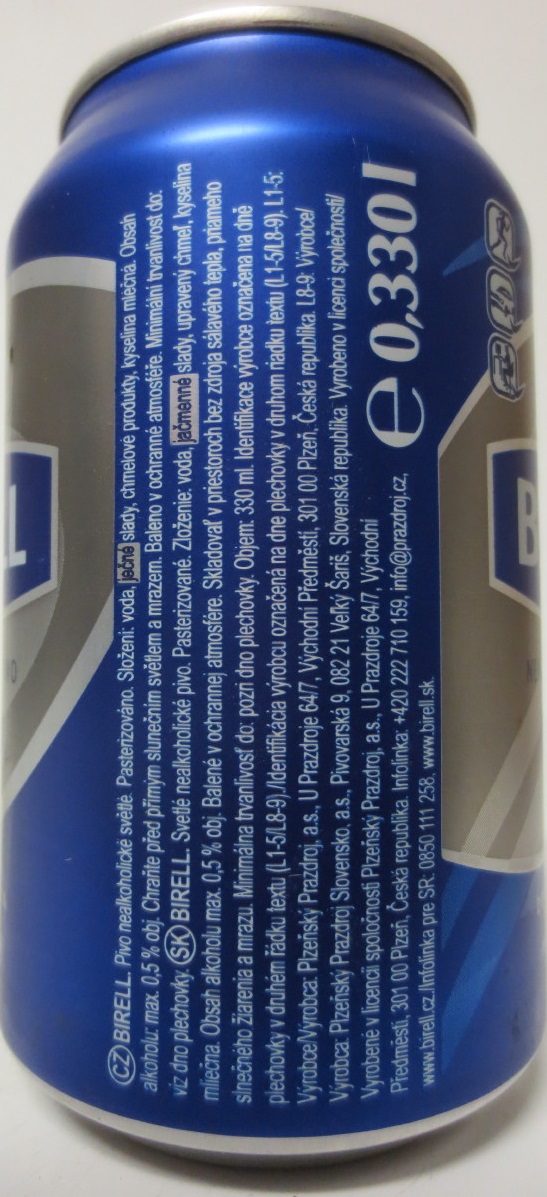 CZ BIRELL. Pivo nealkoholické světlé. Pasterizováno. Složení: voda, ječné slady, chmelové produkty, kyselina mléčná. Obsah
alkoholu: max. 0,5 % obj. Chraňte před přímým slunečním světlem a mrazem. Baleno v ochranné atmosféře. Minimální trvanlivost do:
viz dno plechovky. SK BIRELL. Svetlé nealkoholické pivo. Pasterizované. Zloženie: voda, jačmenné slady, upravený chmeľ, kyselina
mliečna. Obsah alkoholu max. 0,5 % obj. Balené v ochrannej atmosfére. Skladovať v priestoroch bez zdroja sálavého tepla, priameho
slnečného žiarenia a mrazu. Minimálna trvanlivosť do: pozri dno plechovky. Objem: 330 ml. Identifikace výrobce označena na dně
plechovky v druhém řádku textu (L1-5/L8-9)./Identifikácia výrobcu označená na dne plechovky v druhom riadku textu (L1-5/L8-9). L1-5:
Výrobce/Výrobca: Plzeňský Prazdroj, a.s., U Prazdroje 64/7, Východní Předměstí, 301 00 Plzeň, Česká republika. L8-9: Výrobce/
Výrobca: Plzeňský Prazdroj Slovensko, a.s., Pivovarská 9, 082 21 Veľký Šariš, Slovenská republika. Vyrobeno v licenci společnosti/
Vyrobené v licencii spoločnosti Plzeňský Prazdroj, a.s., U Prazdroje 64/7, Východní
Předměstí, 301 00 Plzeň, Česká republika. Infolinka: +420 222 710 159, info@prazdroj.cz,
www.birell.cz./Infolinka pre SR: 0850 111 258, www.birell.sk.
e 0,330 l
L
B